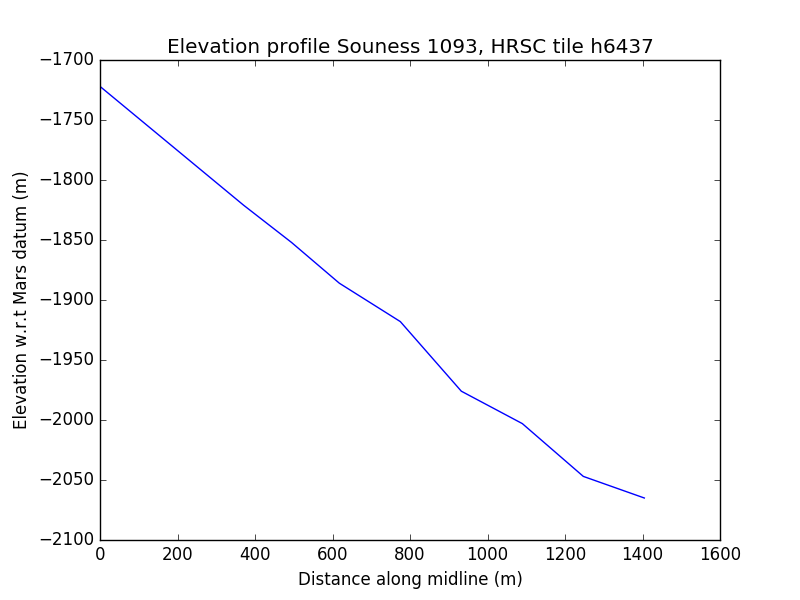 Elevation profile Souness 1093, HRSC tile h6437
−1700
−1750
−1800
−1850
−1900
−1950
−2000
−2050
−2100
Elevation w.r.t Mars datum (m)
0 200 400 600 800 1000 1200 1400 1600
Distance along midline (m)